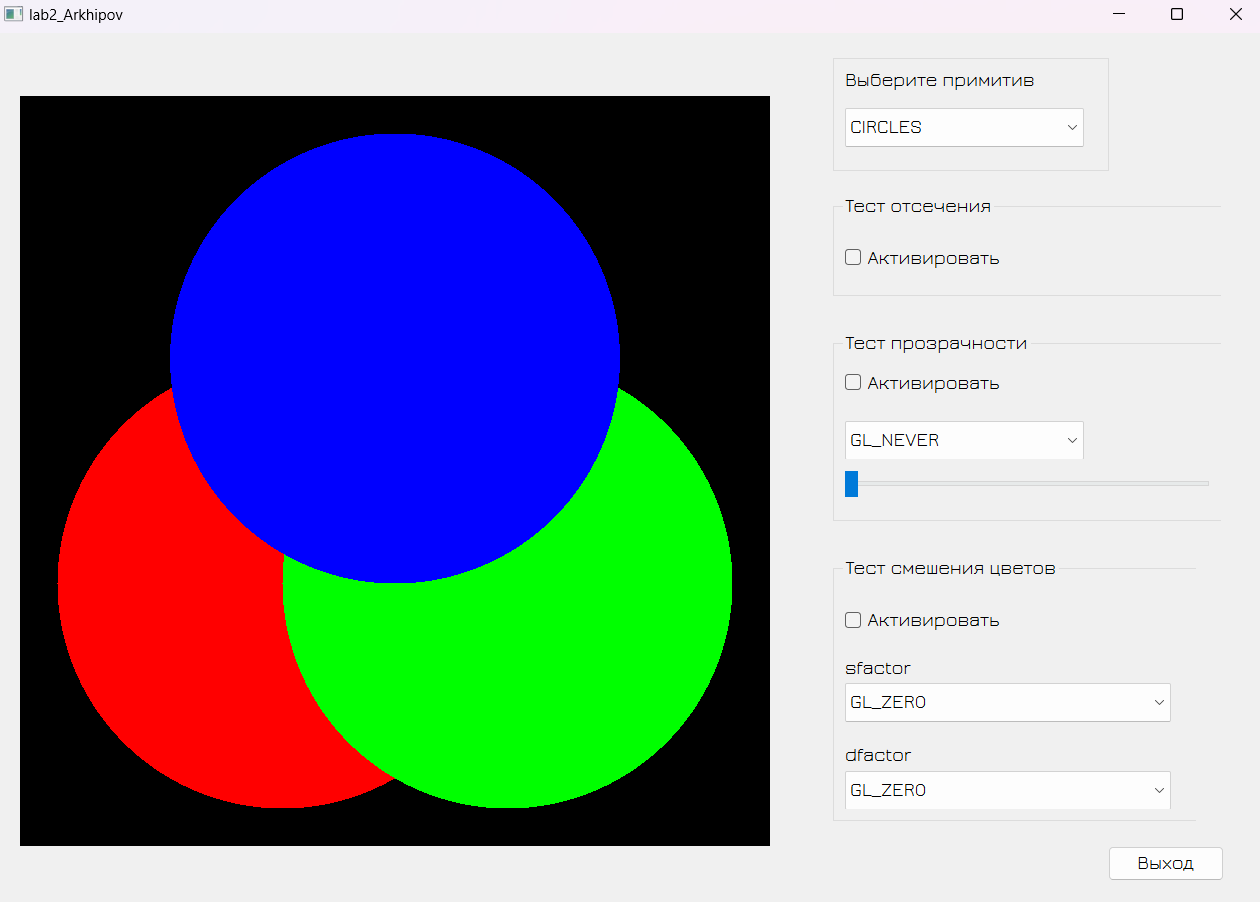 lab2_Arkhipov
Выберите примитив
CIRCLES
Тест отсечения
Активировать
Тест прозрачности
Активировать
GL_NEVER
Тест смешения цветов
Активировать
sfactor
GL_ZERO
dfactor
GL_ZERO
Выход